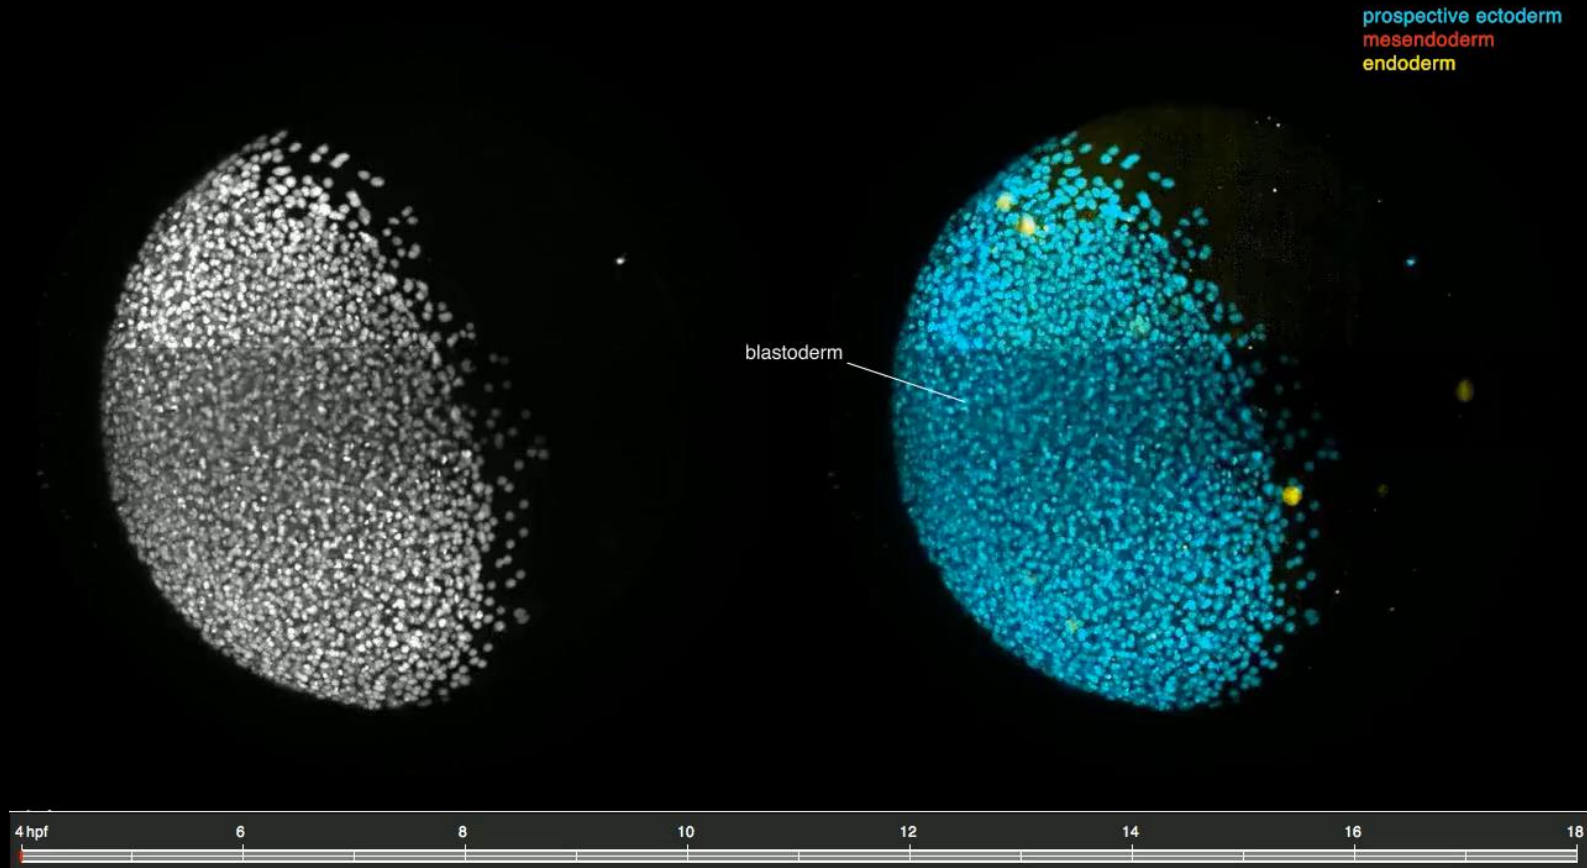 prospective ectoderm
mesendoderm
endoderm
blastoderm
4 hpf 6 8 10 12 14 16 18